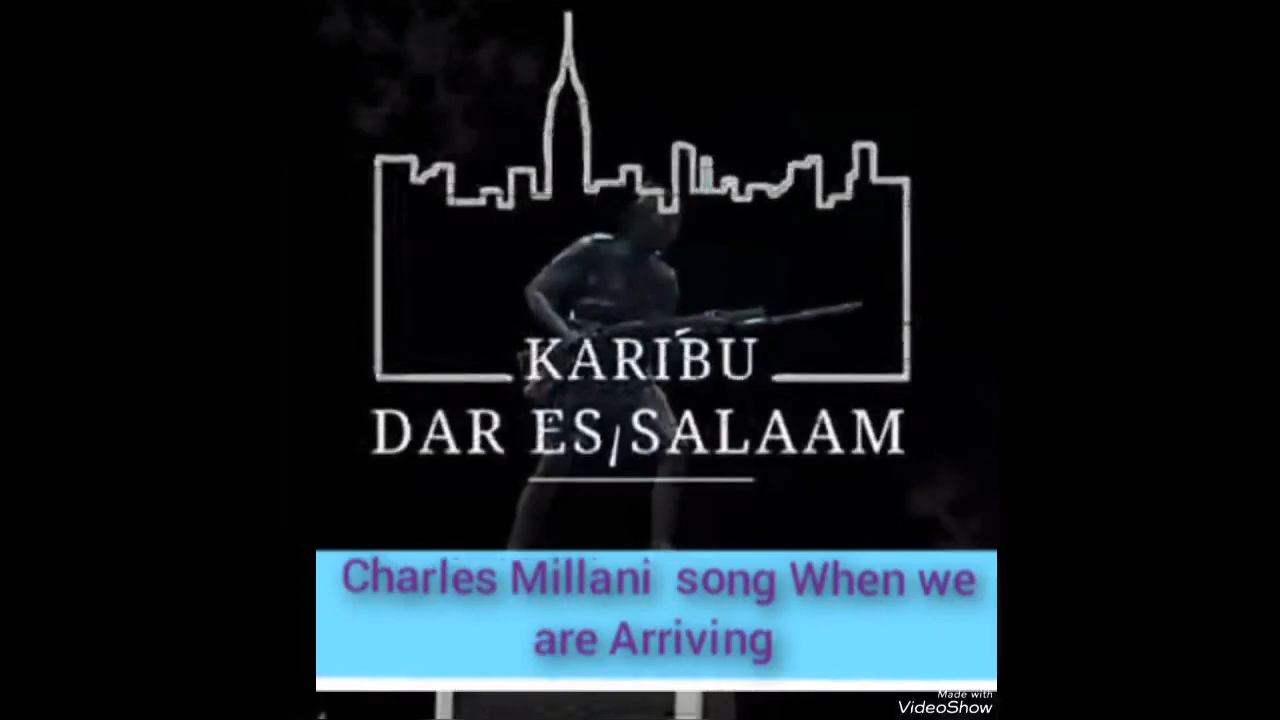 KARIBU
DAR ES/SALAAM
Charles Millani song When we
are Arriving
Made with
VideoShow